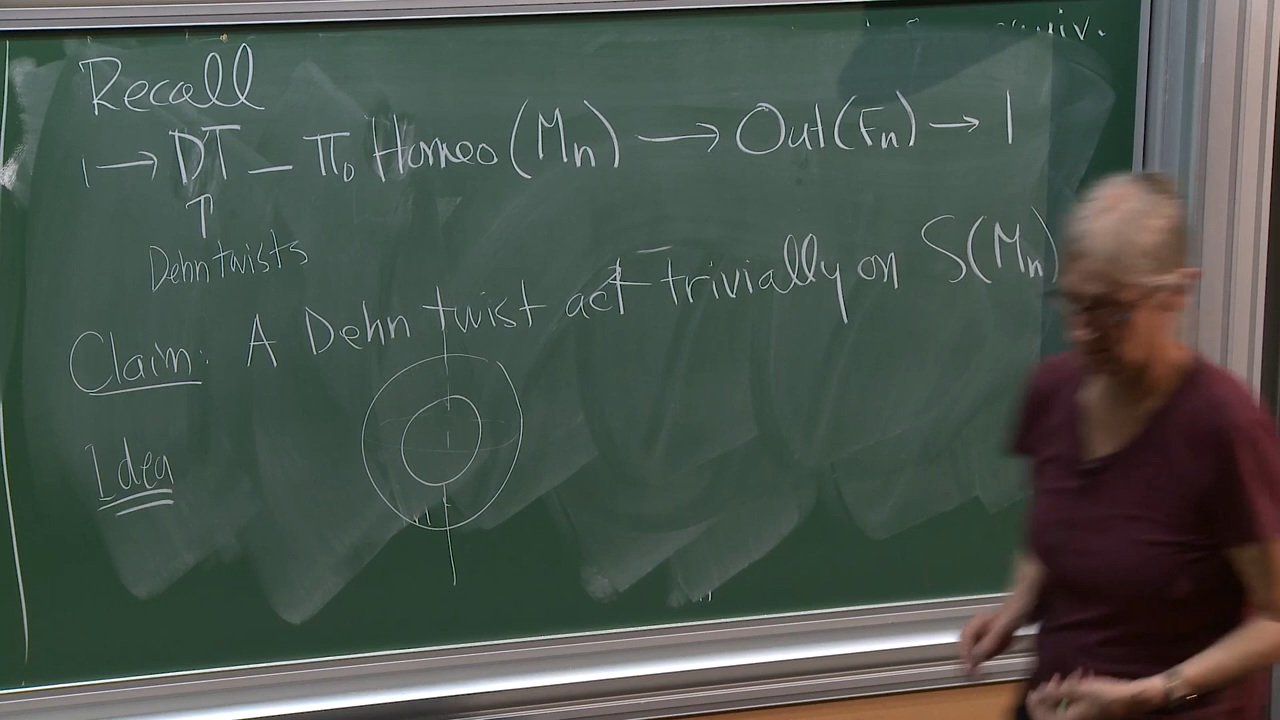 Recall
1 → DT — π₀ Homeo(Mₙ) → Out(Fₙ) → 1
↑
Dehn twists
Claim: A Dehn twist act trivially on S(Mₙ)
Idea